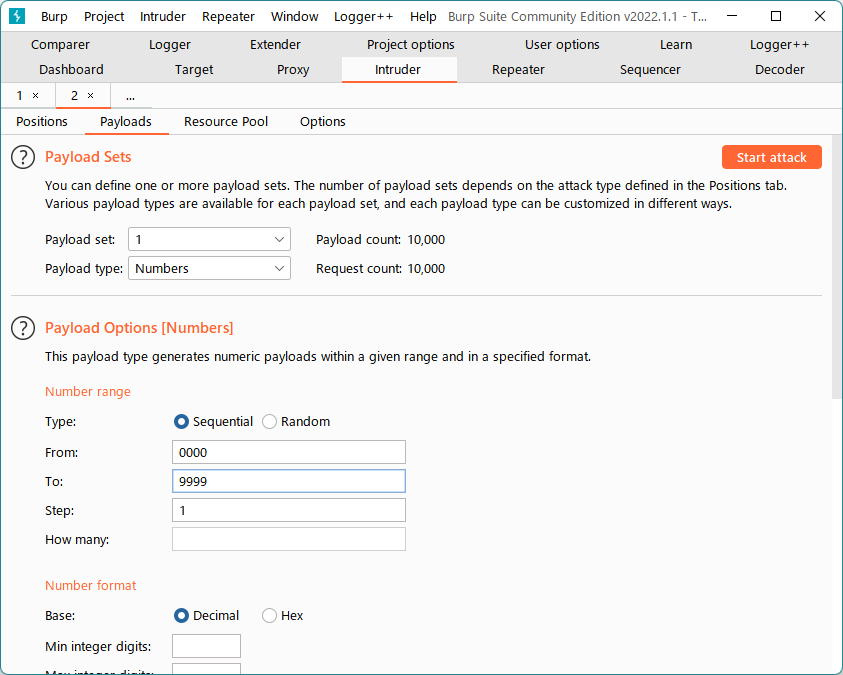 Burp Project Intruder Repeater Window Logger++ Help Burp Suite Community Edition v2022.1.1 - T...
Comparer Logger Extender Project options User options Learn Logger++
Dashboard Target Proxy Intruder Repeater Sequencer Decoder
1 × 2 × ...
Positions Payloads Resource Pool Options
? Payload Sets Start attack
You can define one or more payload sets. The number of payload sets depends on the attack type defined in the Positions tab.
Various payload types are available for each payload set, and each payload type can be customized in different ways.
Payload set: 1 Payload count: 10,000
Payload type: Numbers Request count: 10,000
? Payload Options [Numbers]
This payload type generates numeric payloads within a given range and in a specified format.
Number range
Type: Sequential Random
From: 0000
To: 9999
Step: 1
How many:
Number format
Base: Decimal Hex
Min integer digits:
Max integer digits: